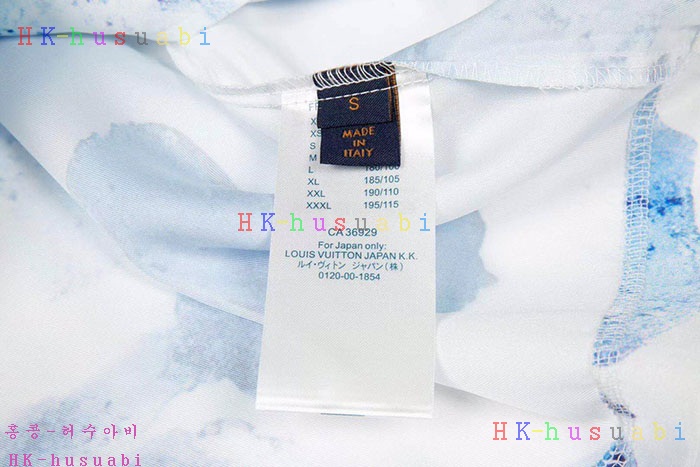 HK-husuabi
S
MADE
IN
ITALY
S
M
L
XL 185/105
XXL 190/110
XXXL 195/115
HK-husuabi
CA 36929
For Japan only:
LOUIS VUITTON JAPAN K.K.
ルイ・ヴィトン ジャパン(株)
0120-00-1854
홍콩-허수아비
HK-husuabi
HK-husuabi